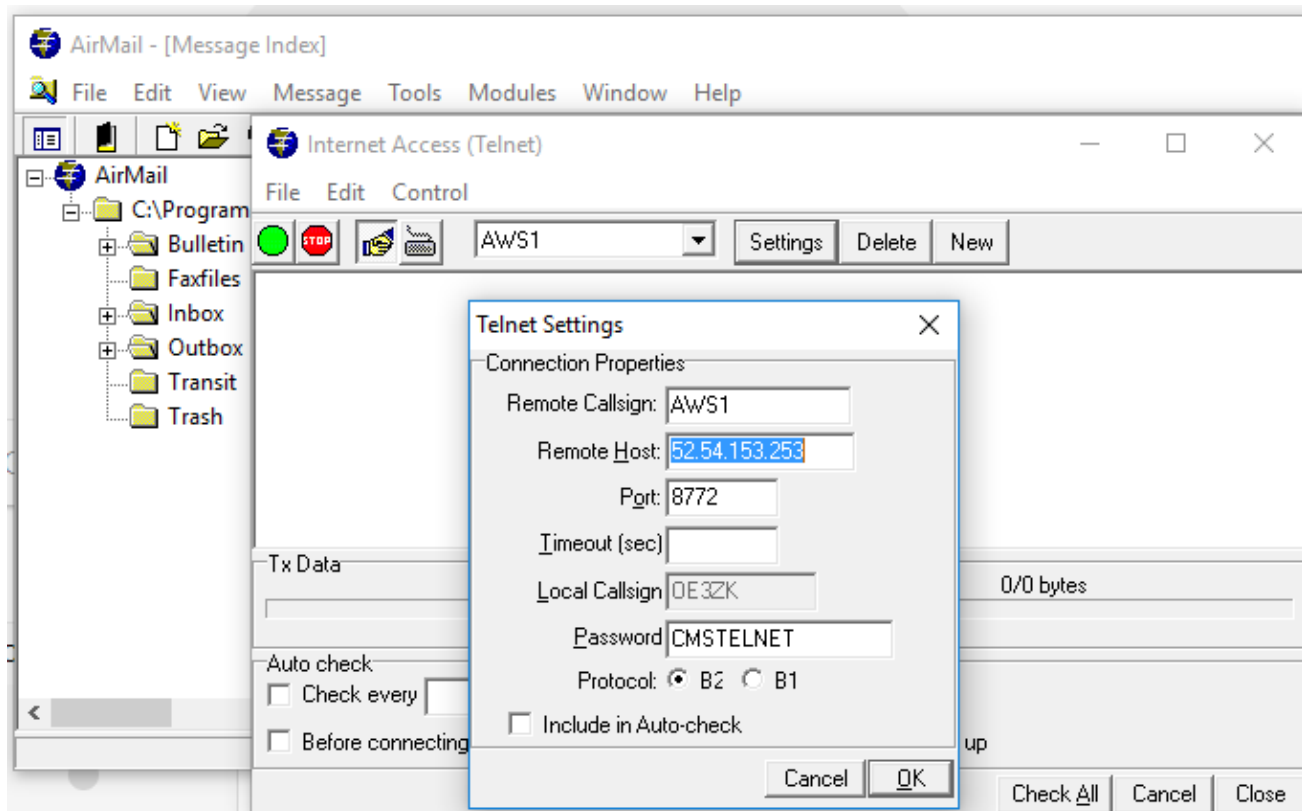 AirMail - [Message Index]
File Edit View Message Tools Modules Window Help
AirMail
C:\Program
Bulletin
Faxfiles
Inbox
Outbox
Transit
Trash
Internet Access (Telnet)
File Edit Control
STOP AWS1 Settings Delete New
Telnet Settings
Connection Properties
Remote Callsign: AWS1
Remote Host: 52.54.153.253
Port: 8772
Timeout (sec)
Local Callsign OE3ZK
Password CMSTELNET
Protocol: B2 B1
Include in Auto-check
Cancel OK
Tx Data
0/0 bytes
Auto check
Check every
Before connecting up
Check All Cancel Close